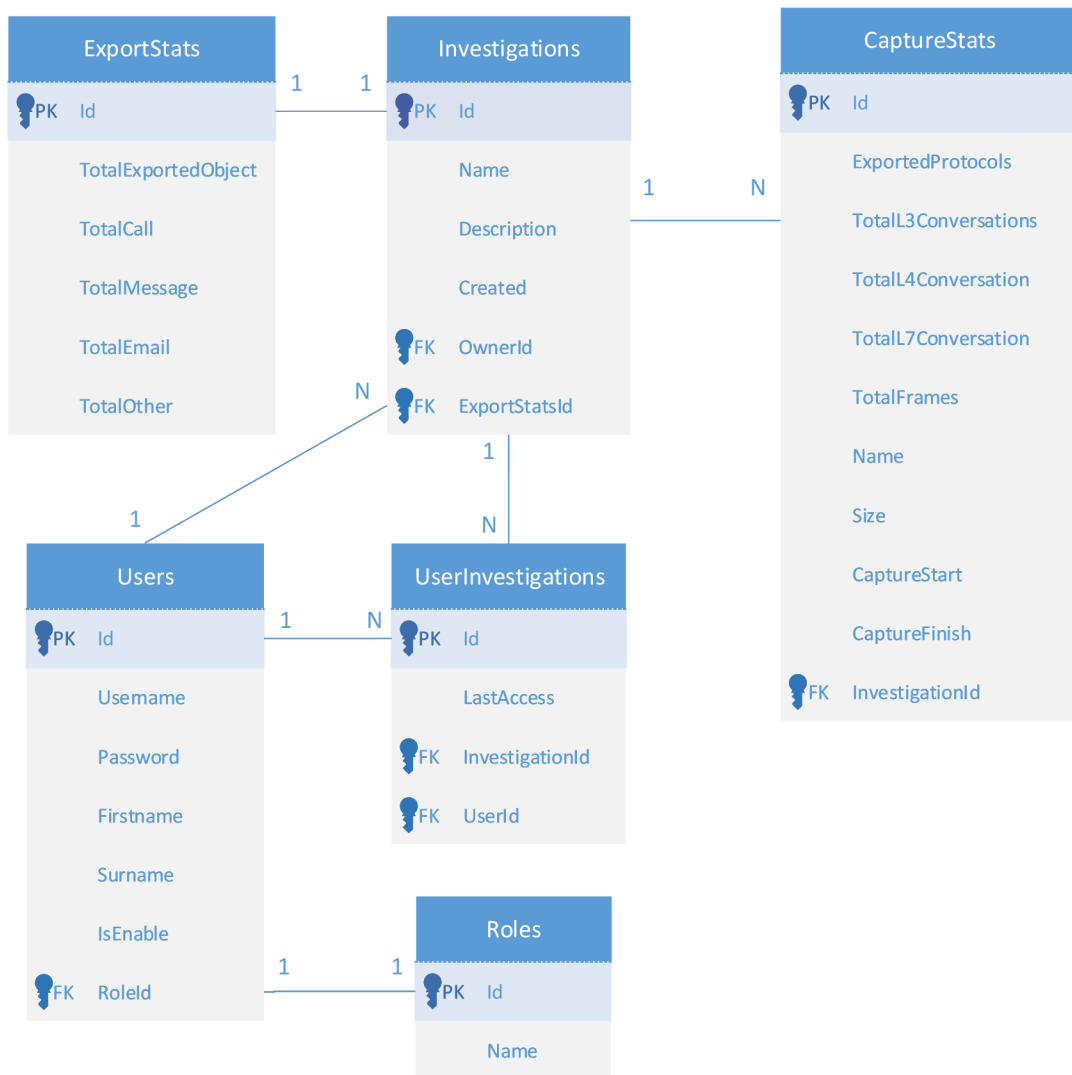 ExportStats
PK Id
TotalExportedObject
TotalCall
TotalMessage
TotalEmail
TotalOther
1 1
Investigations
PK Id
Name
Description
Created
FK OwnerId
FK ExportStatsId
1 N
CaptureStats
PK Id
ExportedProtocols
TotalL3Conversations
TotalL4Conversation
TotalL7Conversation
TotalFrames
Name
Size
CaptureStart
CaptureFinish
FK InvestigationId
N
1
1
N
Users
PK Id
Username
Password
Firstname
Surname
IsEnable
FK RoleId
1 N
UserInvestigations
PK Id
LastAccess
FK InvestigationId
FK UserId
1 1
Roles
PK Id
Name